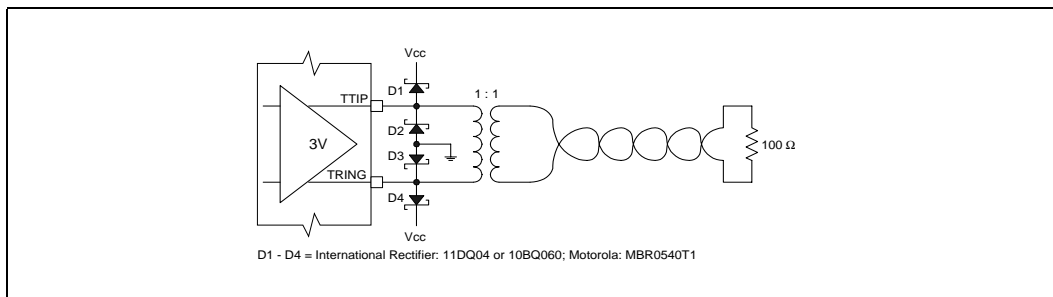 Vcc
D1
1 : 1
TTIP
D2
3V
D3
100 Ω
TRING
D4
Vcc
D1 - D4 = International Rectifier: 11DQ04 or 10BQ060; Motorola: MBR0540T1